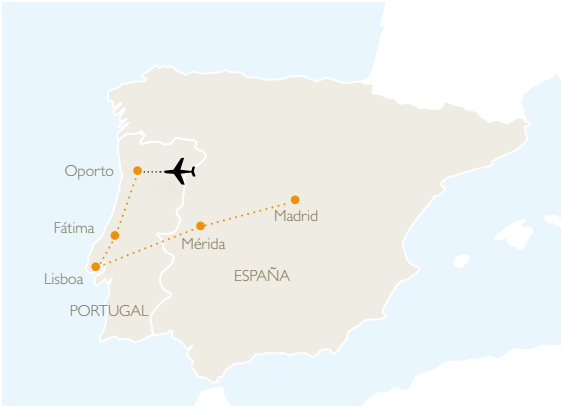 Oporto
Fátima
Madrid
Mérida
Lisboa
ESPAÑA
PORTUGAL